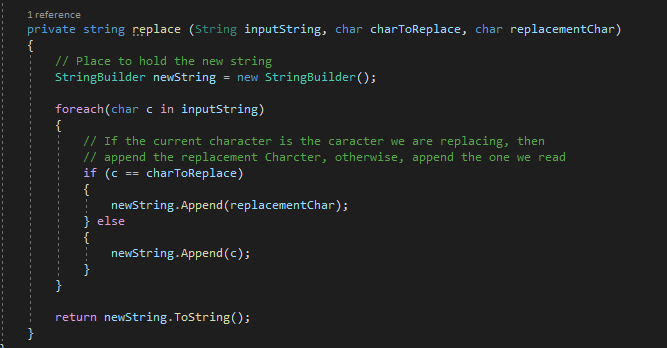 1 reference
private string replace (String inputString, char charToReplace, char replacementChar)
{
// Place to hold the new string
StringBuilder newString = new StringBuilder();
foreach(char c in inputString)
{
// If the current character is the caracter we are replacing, then
// append the replacement Charcter, otherwise, append the one we read
if (c == charToReplace)
{
newString.Append(replacementChar);
} else
{
newString.Append(c);
}
}
return newString.ToString();
}